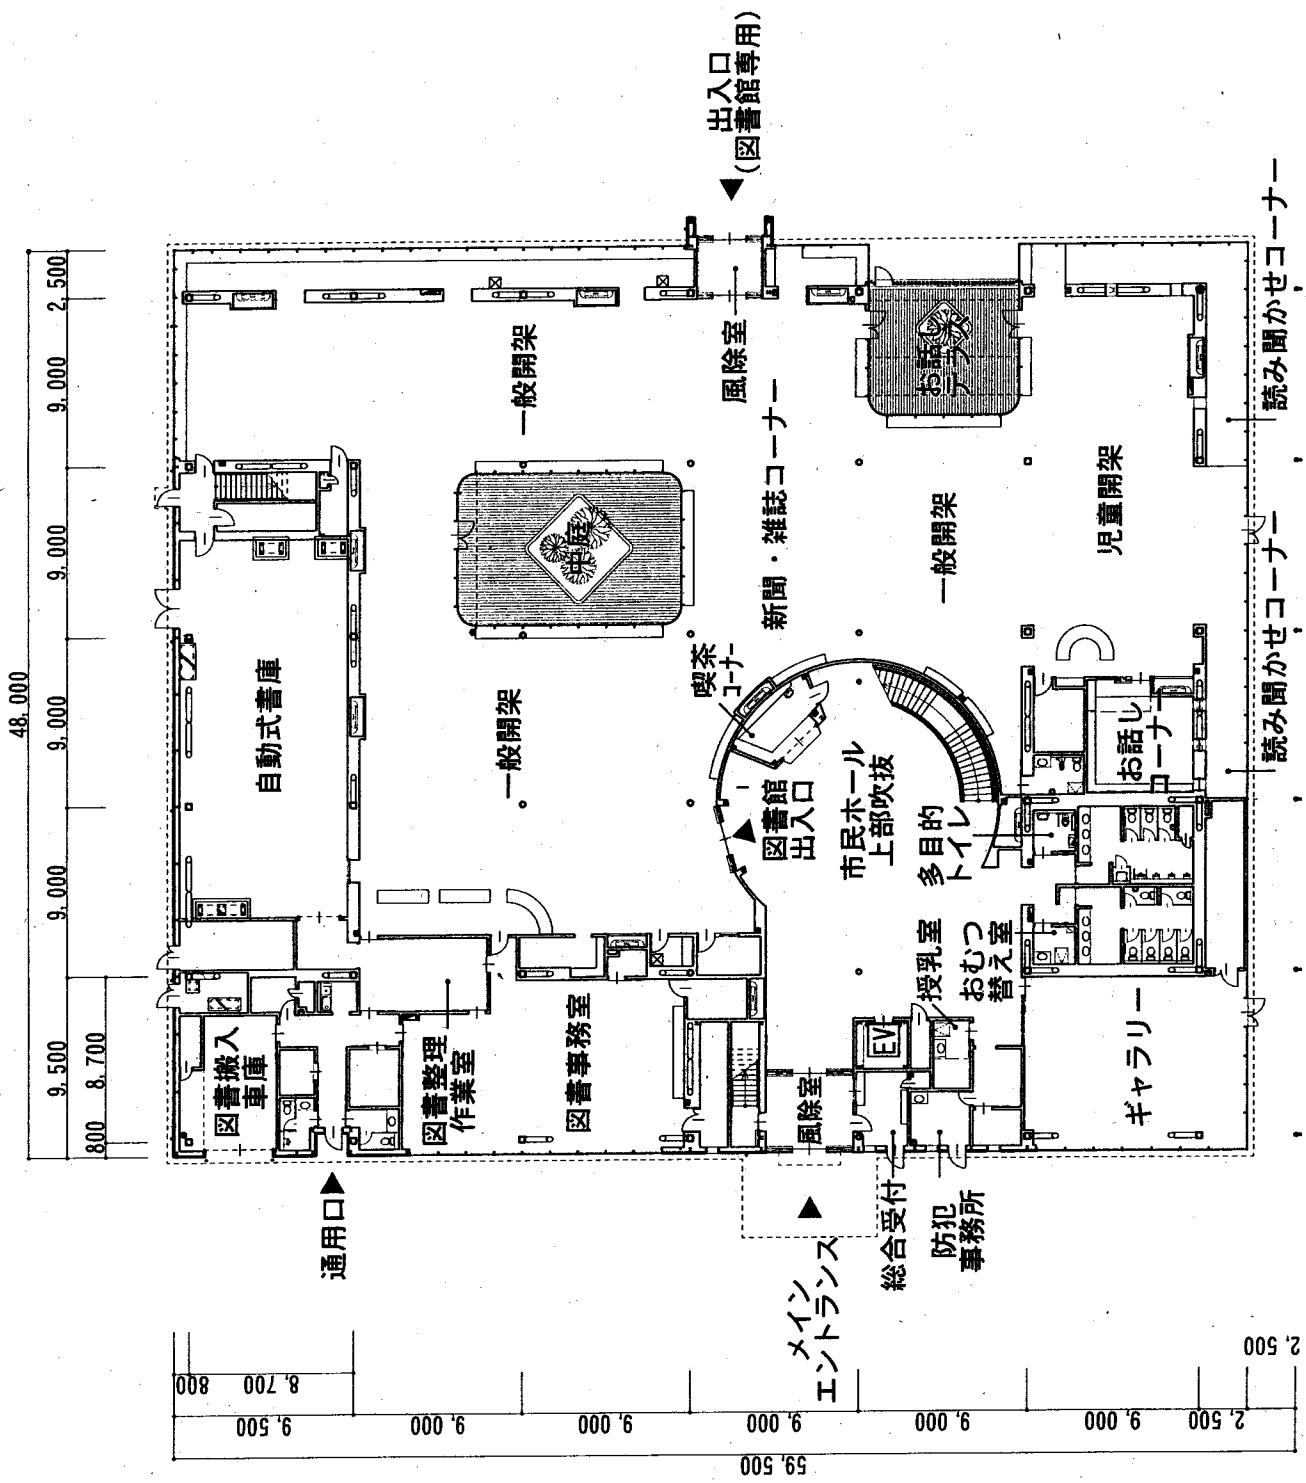 出入口
(図書館専用)
48,000
2,500
9,000
9,000
9,000
9,000
9,500
8,700
800
自動式書庫
一般開架
一般開架
中庭
風除室
新聞・雑誌コーナー
お話し
テラス
一般開架
児童開架
読み聞かせコーナー
読み聞かせコーナー
喫茶
コーナー
図書館
出入口
市民ホール
上部吹抜
多目的
トイレ
お話し
コーナー
授乳室
おむつ
替え室
ギャラリー
図書搬入
車庫
図書整理
作業室
図書事務室
EV
風除室
通用口
メイン
エントランス
総合受付
防犯
事務所
800
8,700
9,500
9,000
9,000
9,000
9,000
9,000
2,500
2,500
59,500